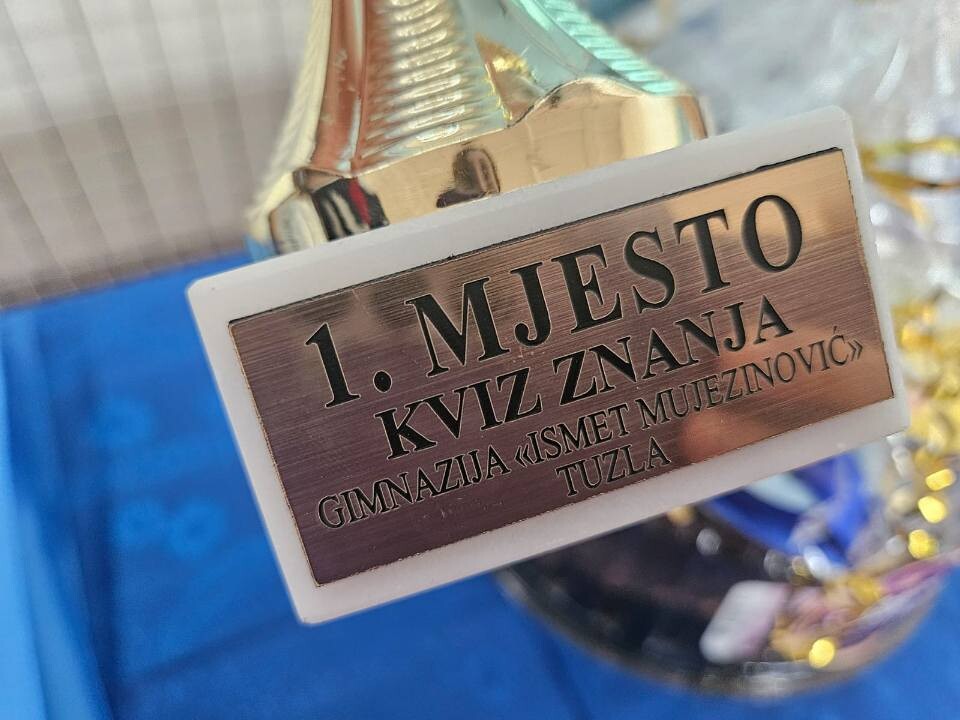 1. MJESTO
KVIZ ZNANJA
GIMNAZIJA «ISMET MUJEZINOVIĆ»
TUZLA